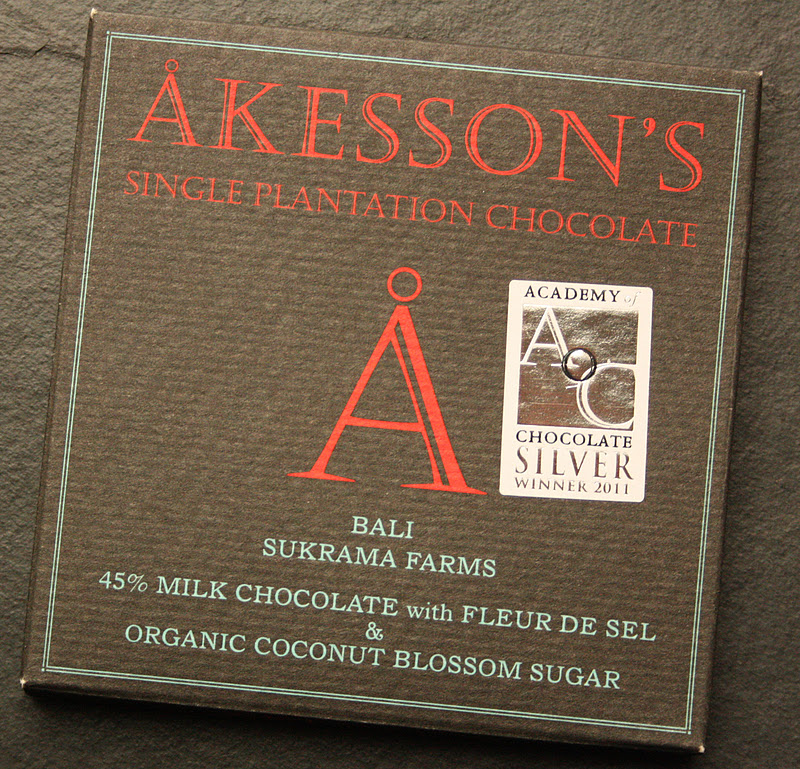 ÅKESSON'S
SINGLE PLANTATION CHOCOLATE
Å
ACADEMY of
A
C
CHOCOLATE
SILVER
WINNER 2011
BALI
SUKRAMA FARMS
45% MILK CHOCOLATE with FLEUR DE SEL
&
ORGANIC COCONUT BLOSSOM SUGAR